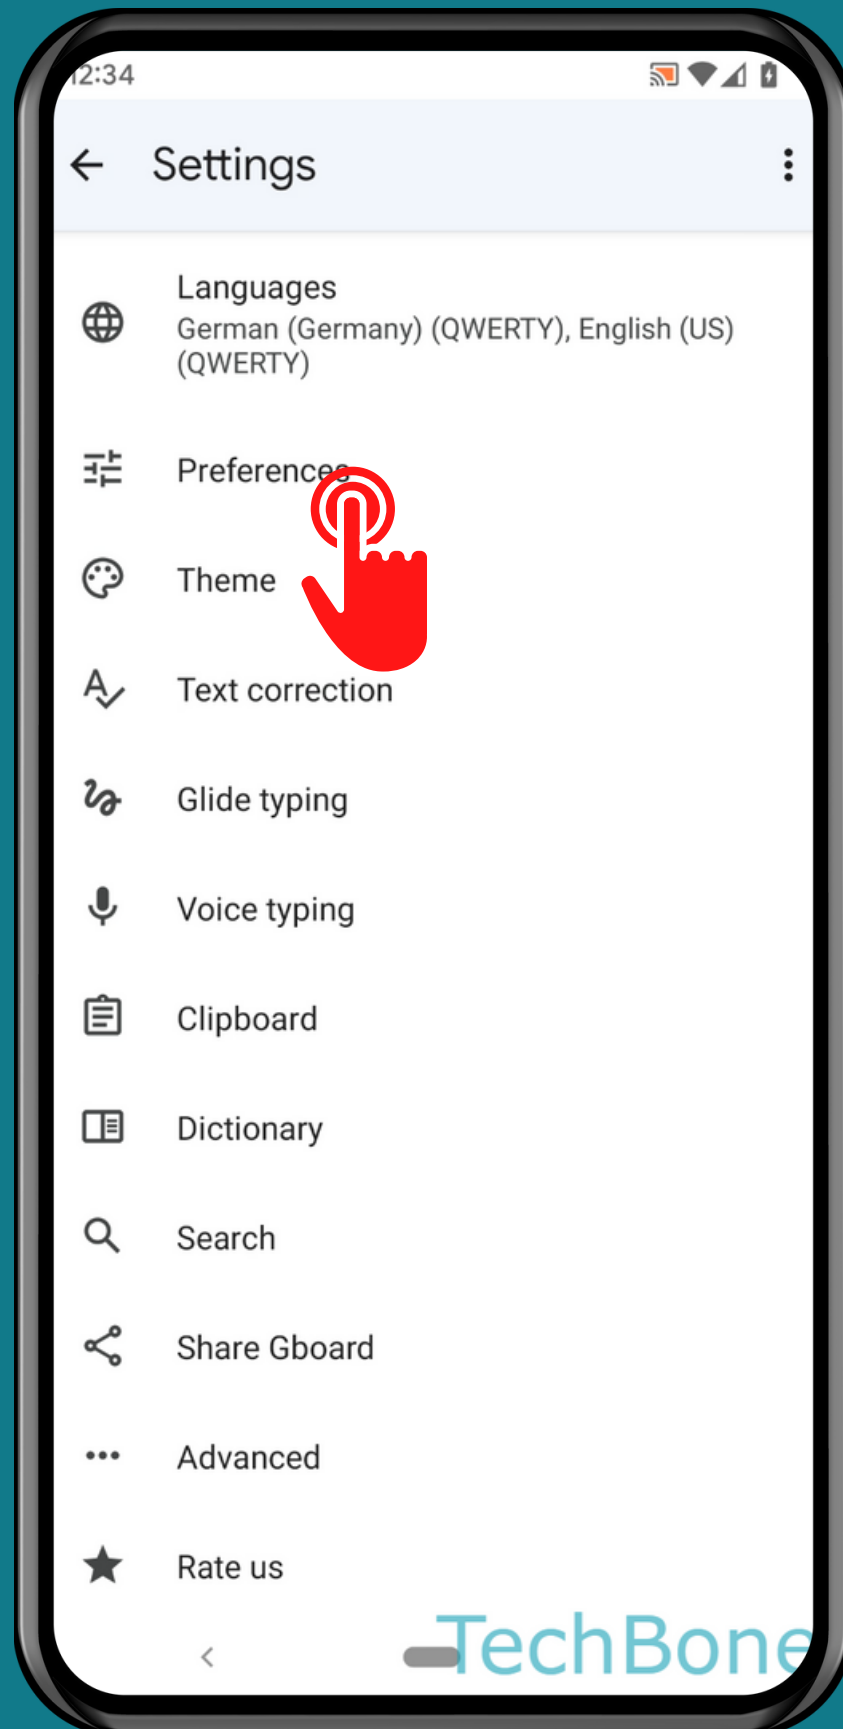 12:34
Settings
Languages
German (Germany) (QWERTY), English (US)
(QWERTY)
Preferences
Theme
Text correction
Glide typing
Voice typing
Clipboard
Dictionary
Search
Share Gboard
Advanced
Rate us
TechBone